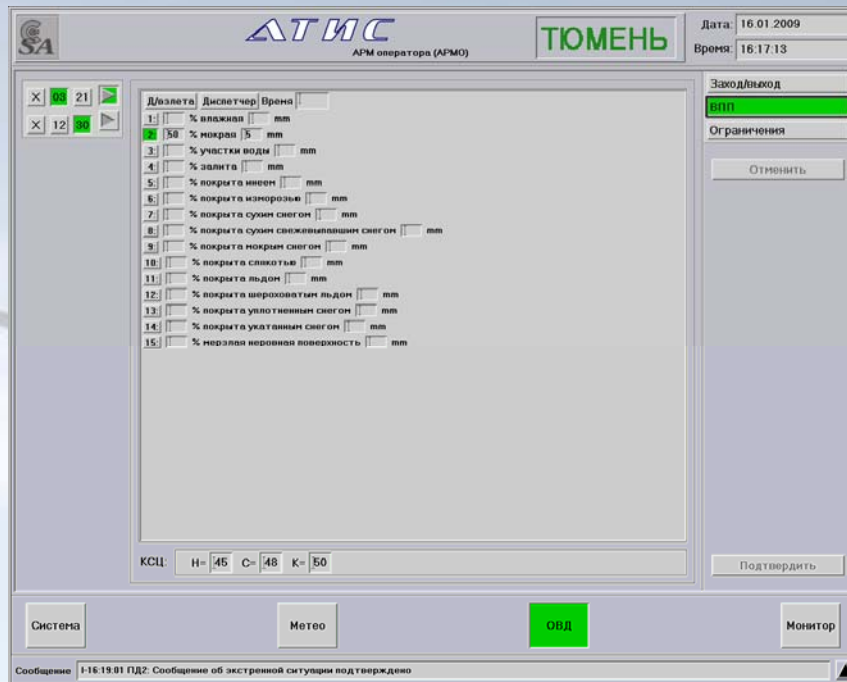 CSA
АТИС
АРМ оператора (АРМО)
ТЮМЕНЬ
Дата: 16.01.2009
Время: 16:17:13
X 03 21
X 12 30
Д/взлета Диспетчер Время
1: % влажная mm
2: 50 % мокрая 5 mm
3: % участки воды mm
4: % залита mm
5: % покрыта инеем mm
6: % покрыта изморозью mm
7: % покрыта сухим снегом mm
8: % покрыта сухим свежевыпавшим снегом mm
9: % покрыта мокрым снегом mm
10: % покрыта слякотью mm
11: % покрыта льдом mm
12: % покрыта шероховатым льдом mm
13: % покрыта уплотненным снегом mm
14: % покрыта укатанным снегом mm
15: % мерзлая неровная поверхность mm
КСЦ: Н= 45 С= 48 К= 50
Заход/выход
ВПП
Ограничения
Отменить
Подтвердить
Система
Метео
ОВД
Монитор
Сообщение I-16:19:01 ПД2: Сообщение об экстренной ситуации подтверждено